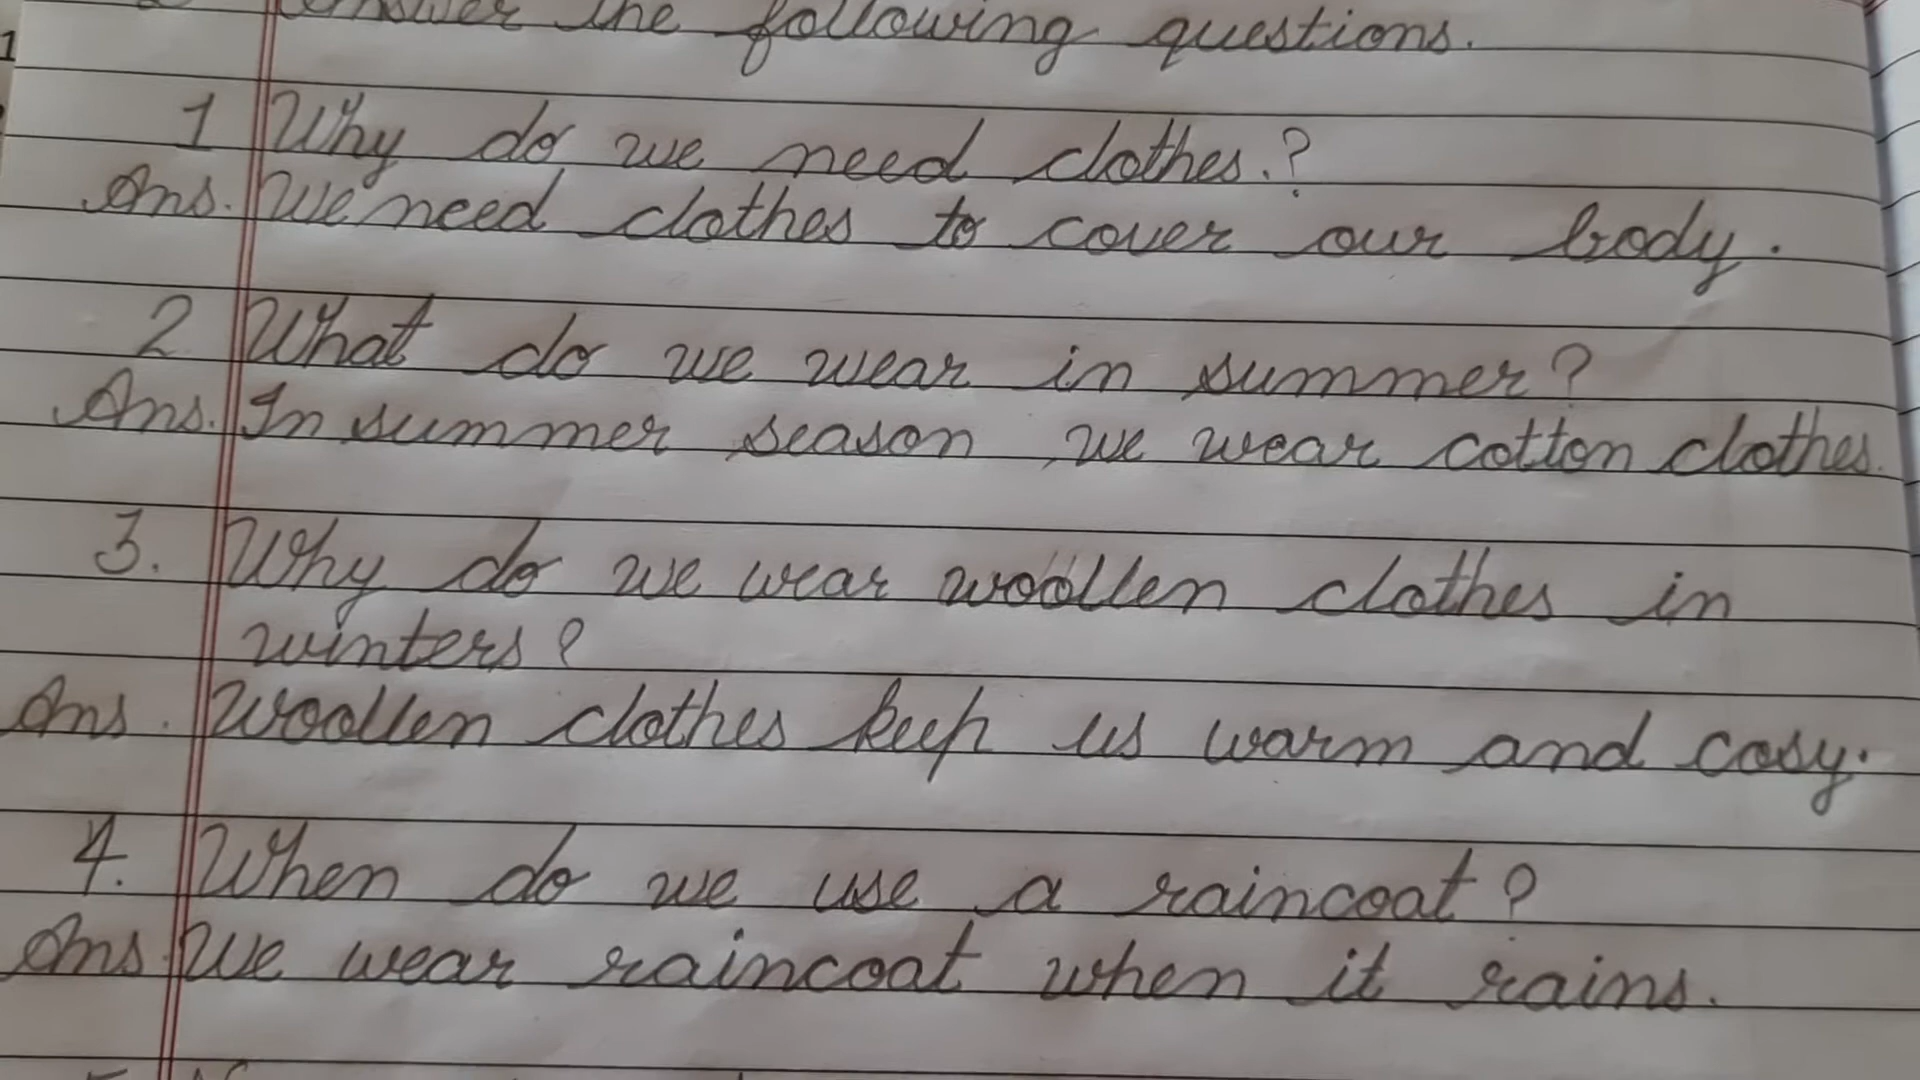 Answer the following questions.
1 Why do we need clothes.?
Ans. We need clothes to cover our body.
2 What do we wear in summer?
Ans. In summer season, we wear cotton clothes.
3. Why do we wear woollen clothes in
winters?
Ans. Woollen clothes keep us warm and cosy.
4. When do we use a raincoat?
Ans We wear raincoat when it rains.